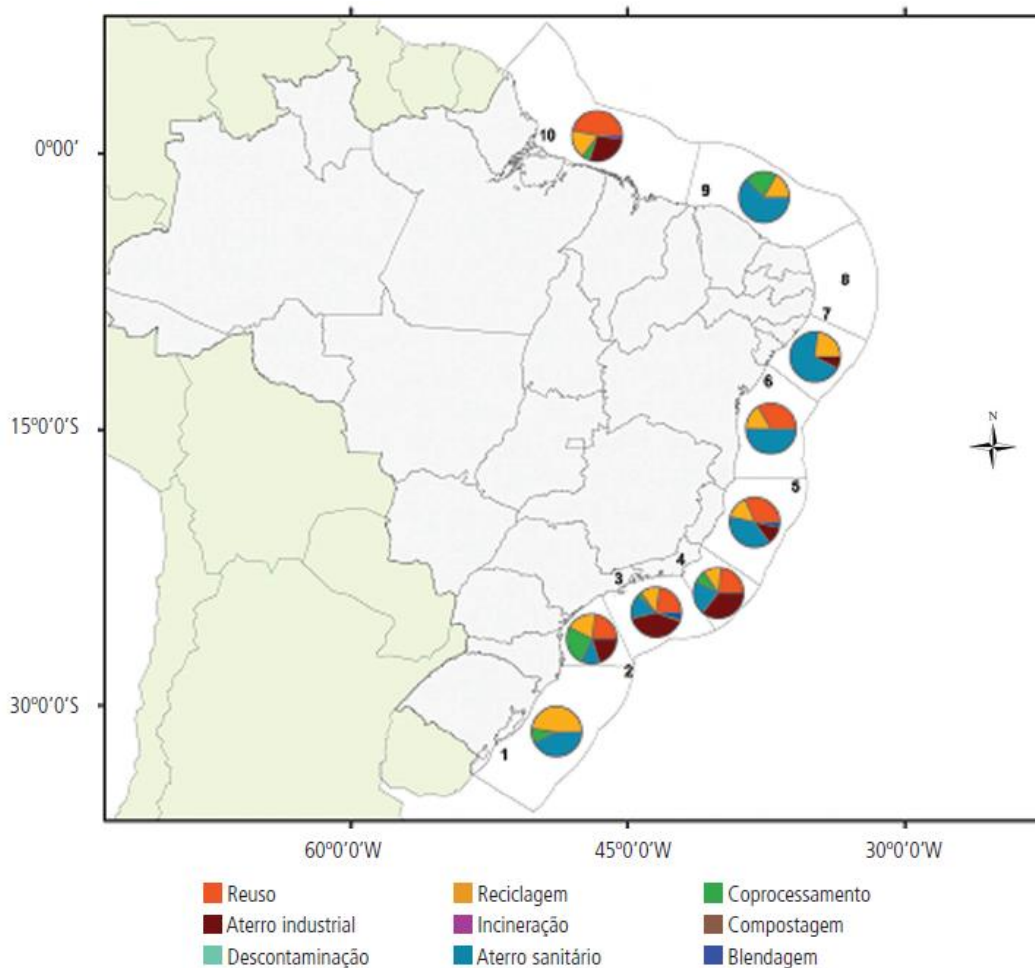 10
0º00'
9
8
7
6
15º0'0'S
N
5
4
3
2
30º0'0'S
1
60º0'0'W
45º0'0'W
30º0'0'W
Reuso
Reciclagem
Coprocessamento
Aterro industrial
Incineração
Compostagem
Descontaminação
Aterro sanitário
Blendagem